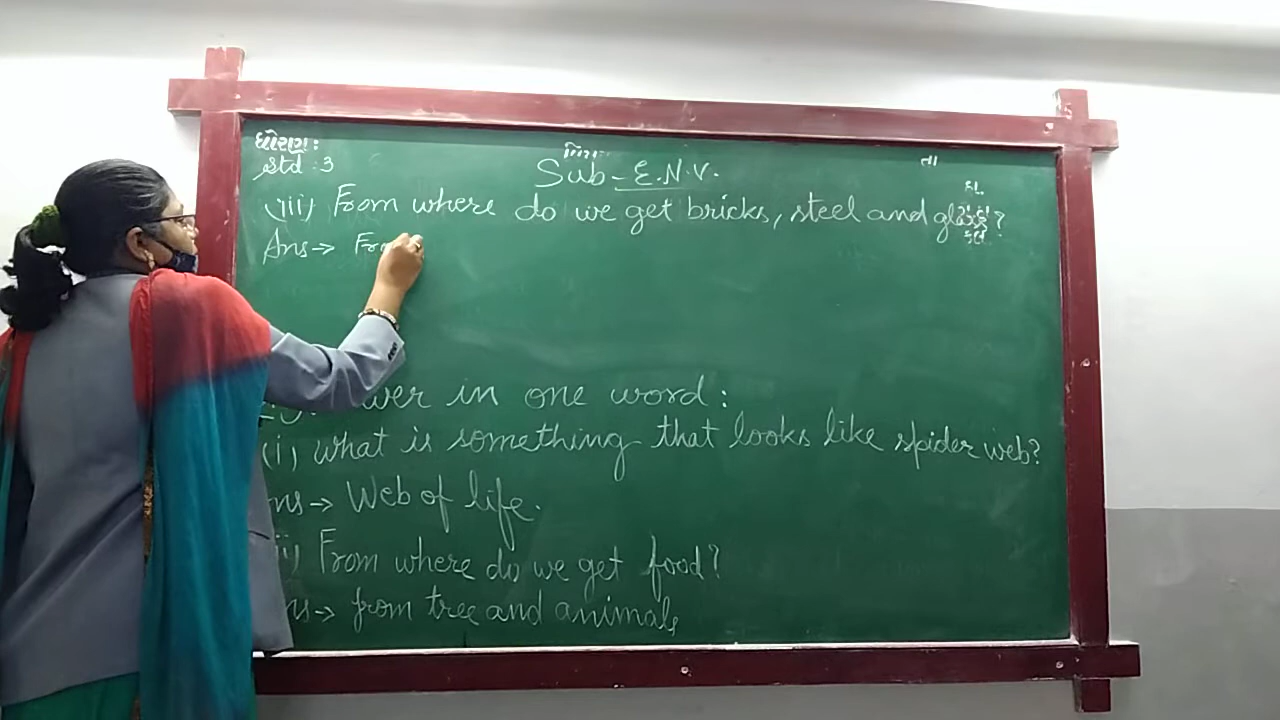 ધોરણ: તા
std : 3 Sub - E.N.V.
(iii) From where do we get bricks, steel and glass?
Ans → Fro
in one word:
(i) what is something that looks like spider web?
ns → Web of life.
ii) From where do we get food?
ns → from tree and animals